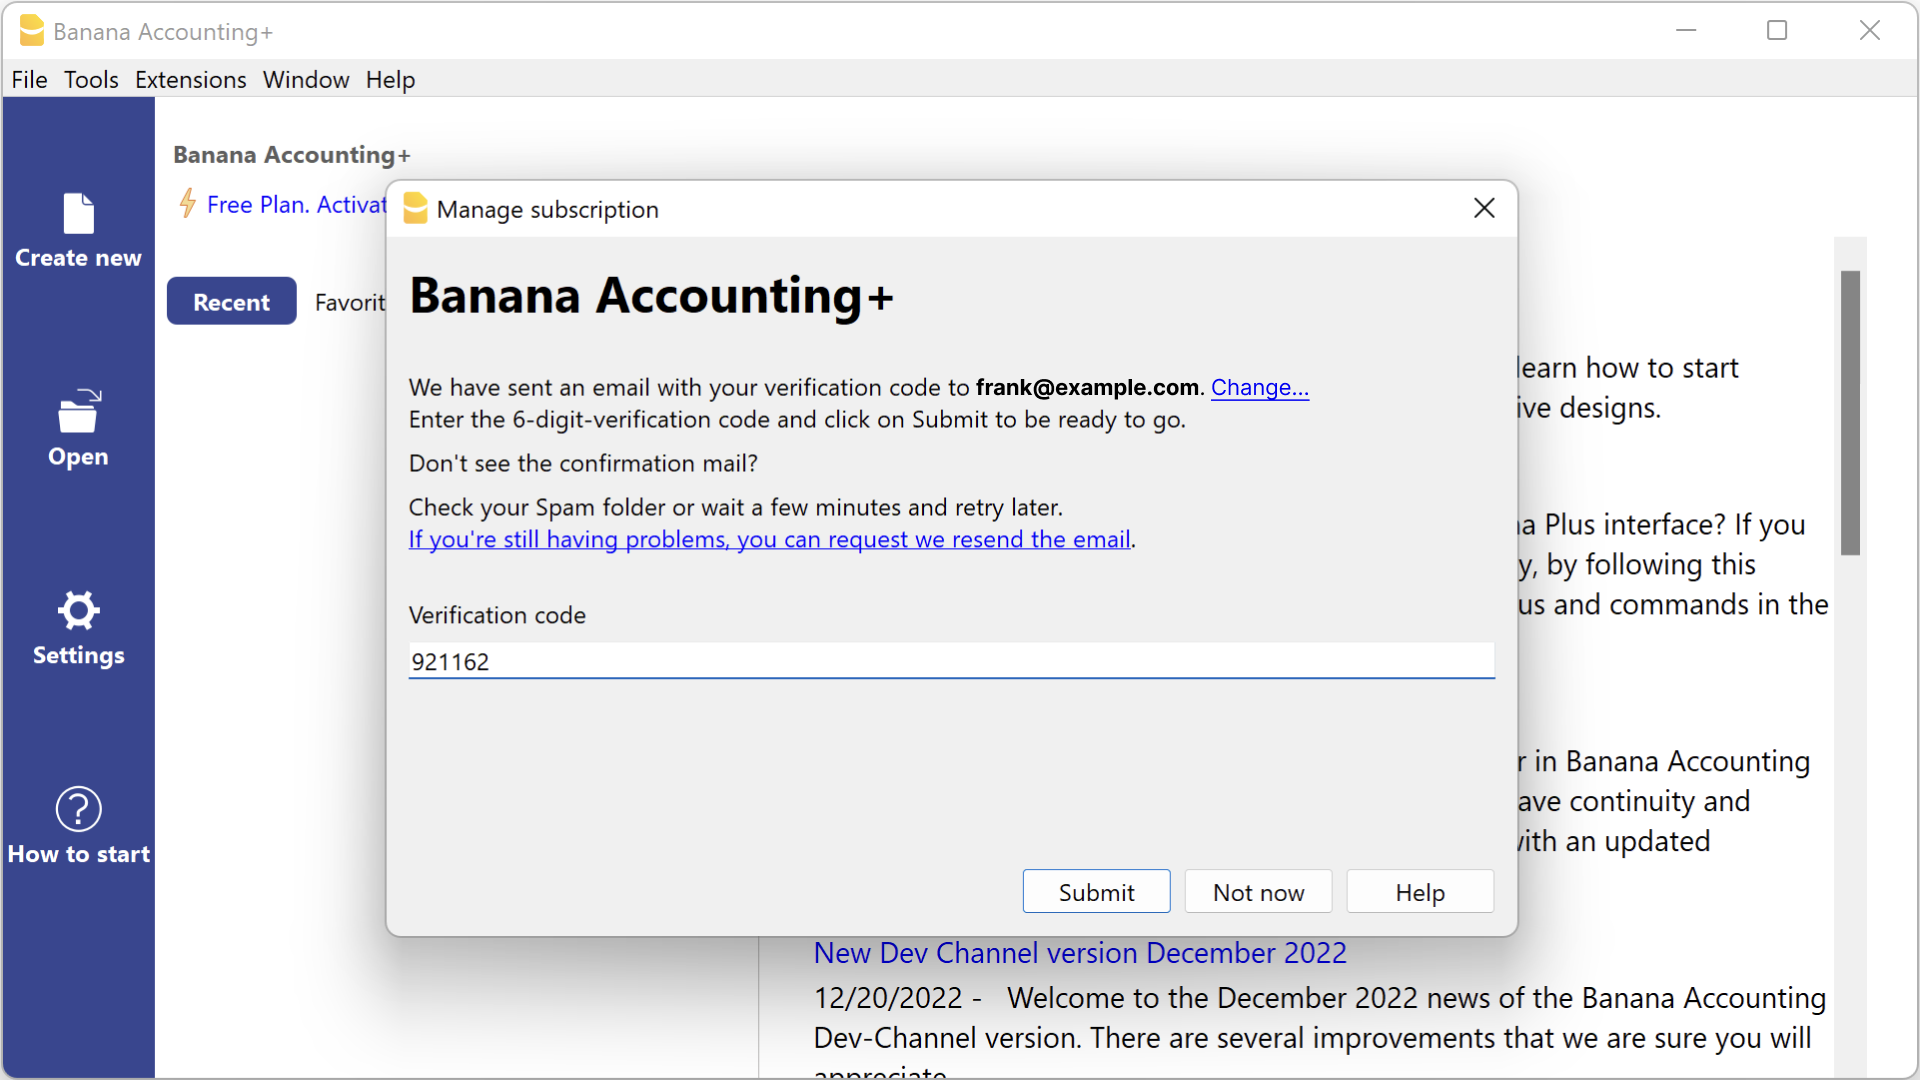 Banana Accounting+
File Tools Extensions Window Help
Banana Accounting+
Free Plan. Activat
Create new
Recent Favorit
Open
Settings
How to start
Manage subscription
Banana Accounting+
We have sent an email with your verification code to frank@example.com. Change...
Enter the 6-digit-verification code and click on Submit to be ready to go.
Don't see the confirmation mail?
Check your Spam folder or wait a few minutes and retry later.
If you're still having problems, you can request we resend the email.
Verification code
921162
Submit Not now Help
learn how to start
ive designs.
a Plus interface? If you
y, by following this
us and commands in the
r in Banana Accounting
ave continuity and
with an updated
New Dev Channel version December 2022
12/20/2022 - Welcome to the December 2022 news of the Banana Accounting
Dev-Channel version. There are several improvements that we are sure you will
appreciate